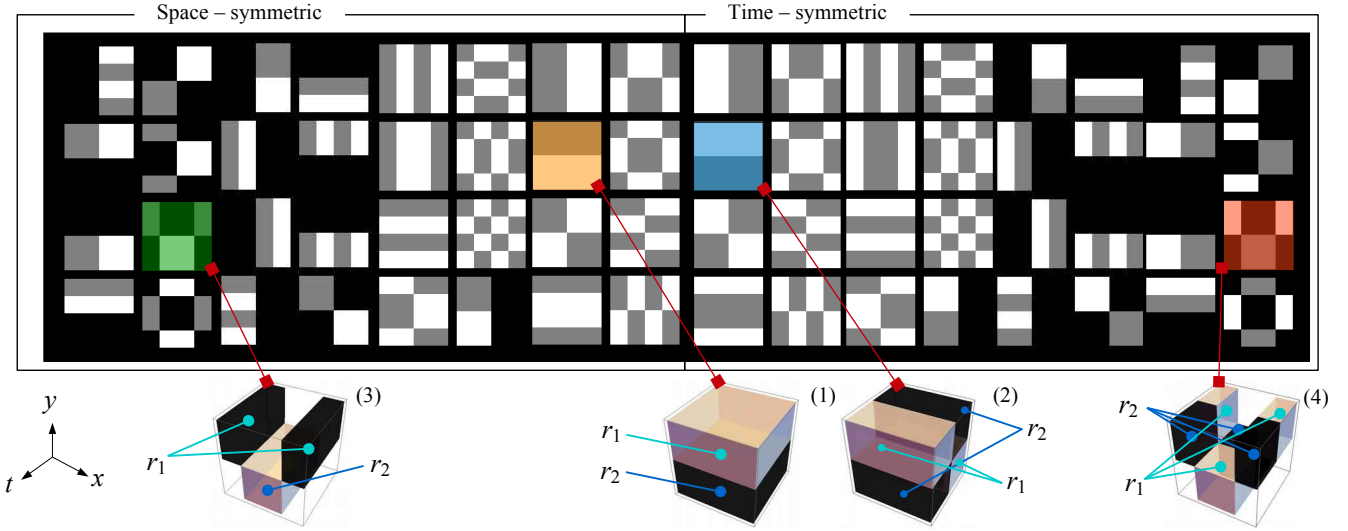 Space – symmetric Time – symmetric
(3) (1) (2) (4)
y
r₁ r₂ r₂
r₁ r₂ r₂ r₁ r₁
t x